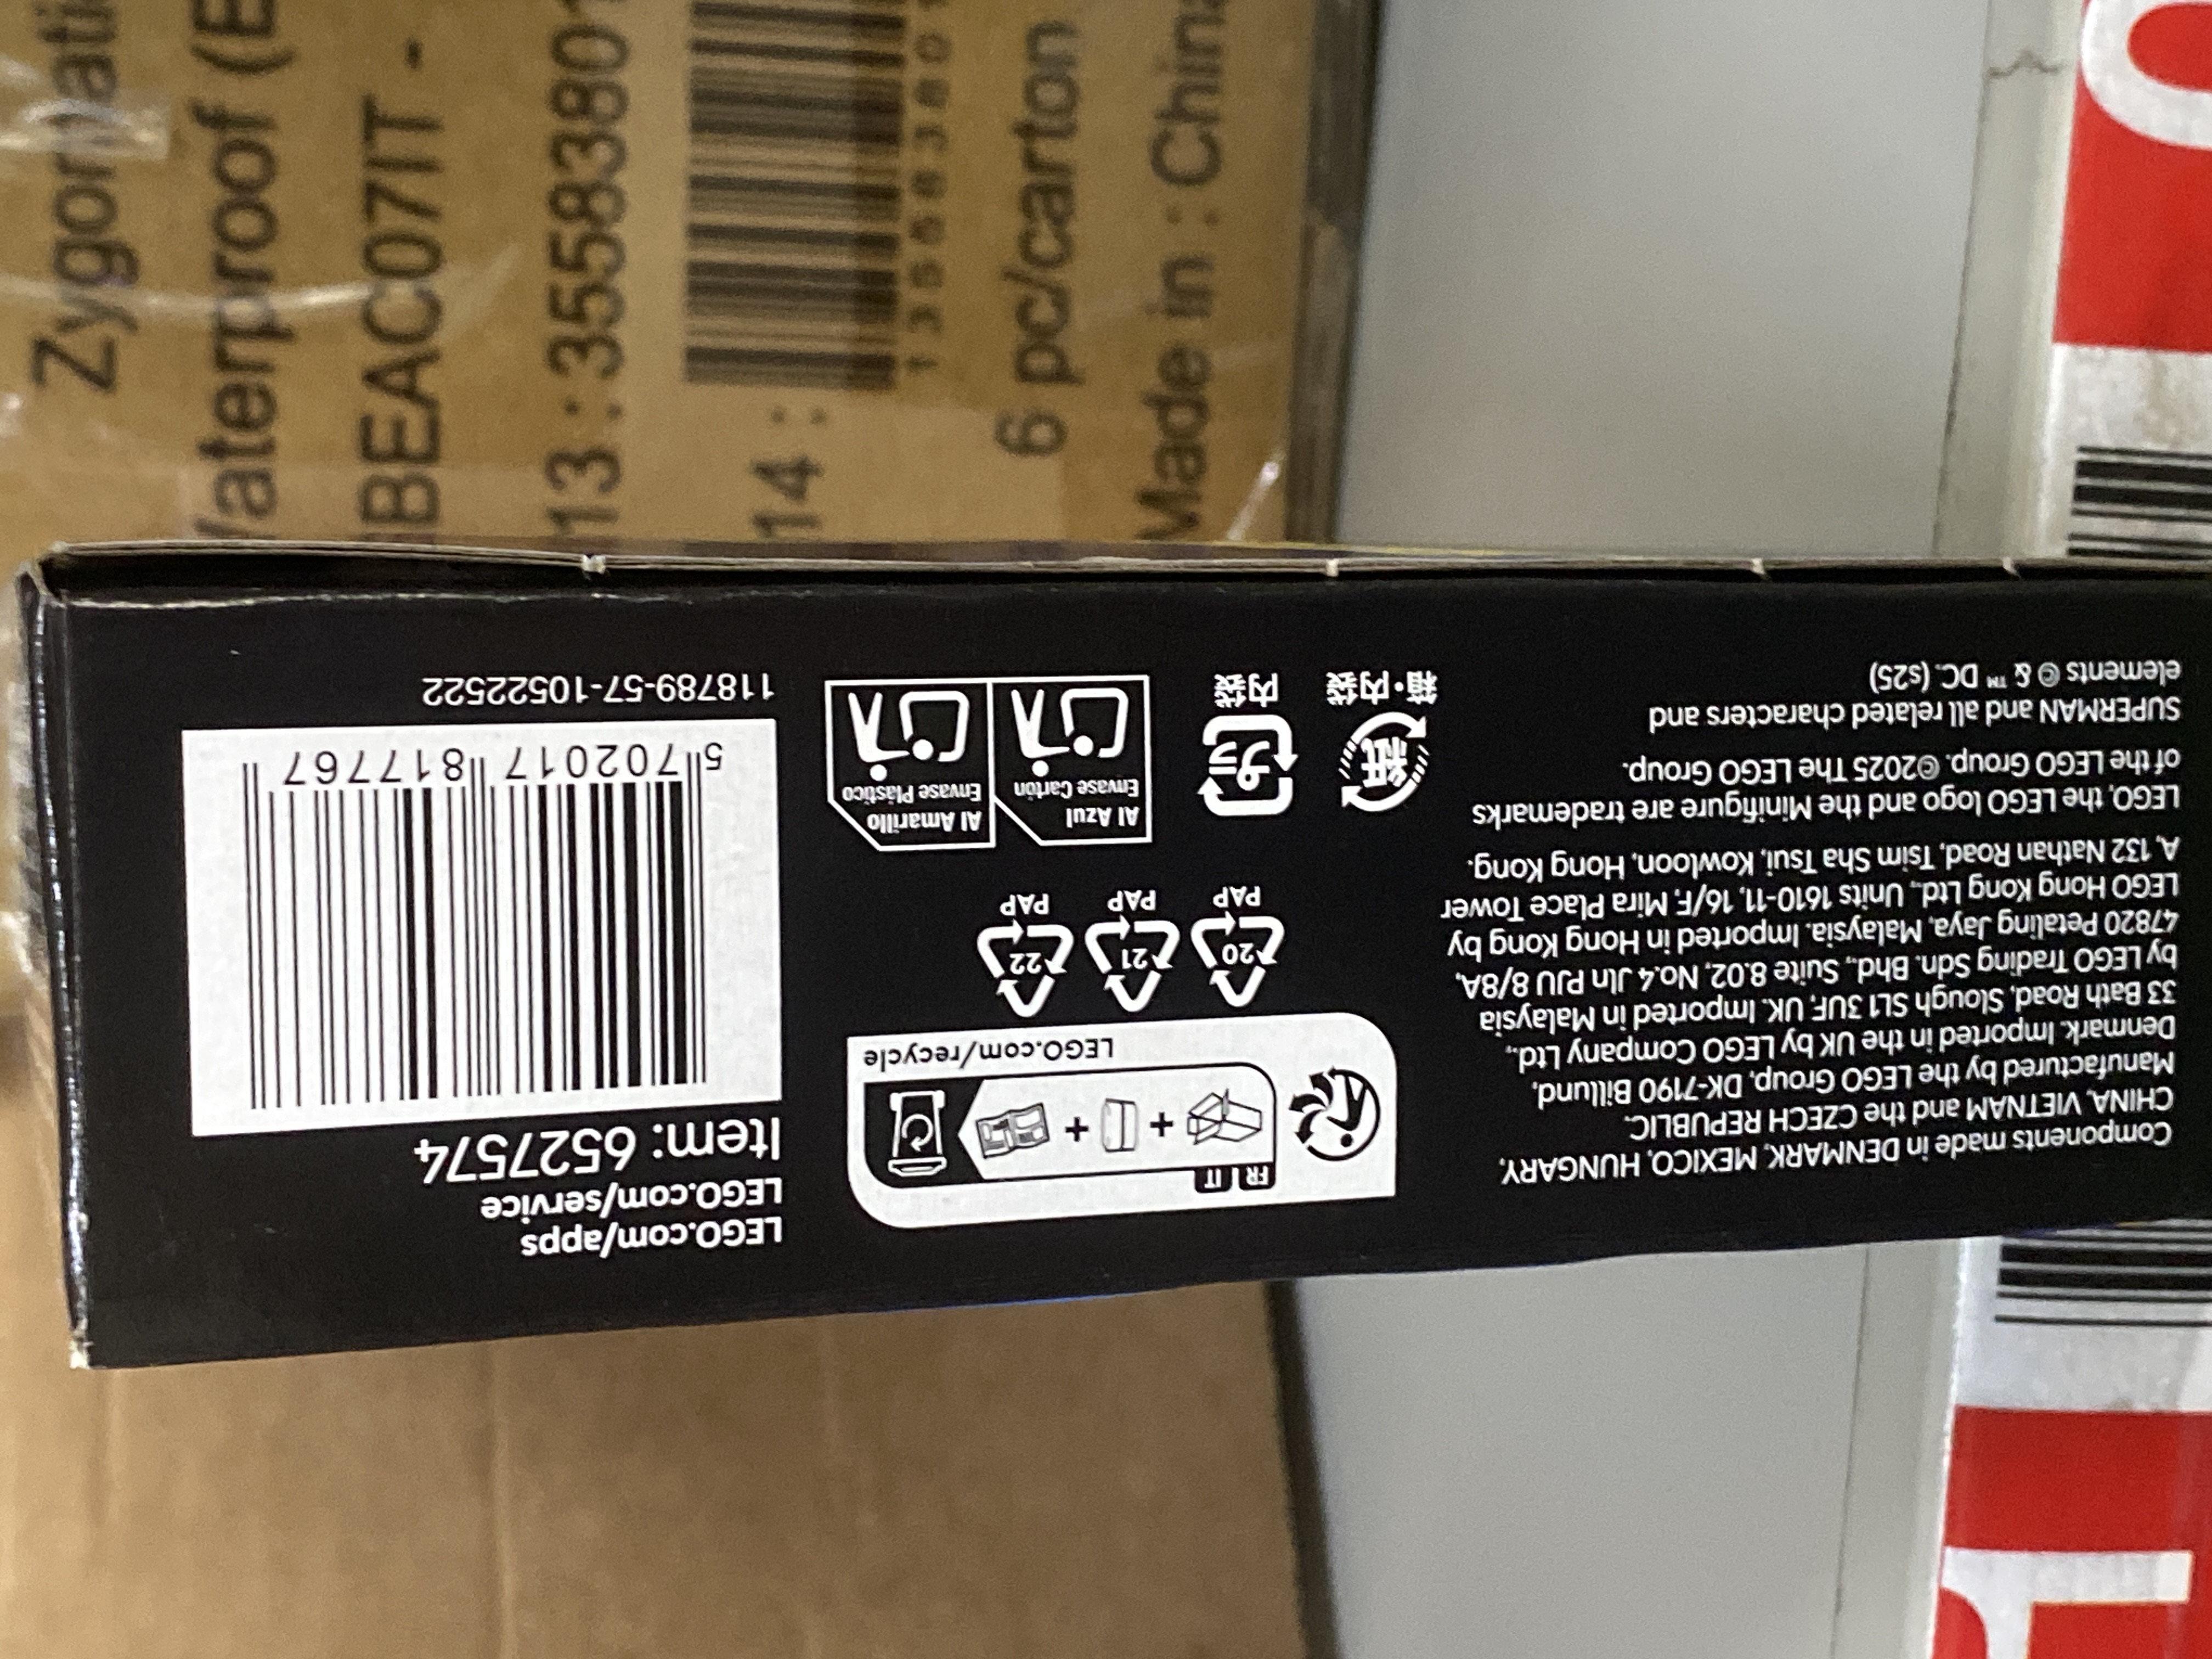 Zygomati
Waterproof (E
BEAC07IT -
13 : 35583801
14 :
6 pc/carton
Made in : China
Components made in DENMARK, MEXICO, HUNGARY,
CHINA, VIETNAM and the CZECH REPUBLIC.
Manufactured by the LEGO Group, DK-7190 Billund,
Denmark. Imported in the UK by LEGO Company Ltd.,
33 Bath Road, Slough SL1 3UF, UK. Imported in Malaysia
by LEGO Trading Sdn. Bhd., Suite 8.02, No.4 Jln PJU 8/8A,
47820 Petaling Jaya, Malaysia. Imported in Hong Kong by
LEGO Hong Kong Ltd., Units 1610-11, 16/F, Mira Place Tower
A, 132 Nathan Road, Tsim Sha Tsui, Kowloon, Hong Kong.
LEGO, the LEGO logo and the Minifigure are trademarks
of the LEGO Group. ©2025 The LEGO Group.
SUPERMAN and all related characters and
elements © & ™ DC. (s25)
FR IT
LEGO.com/recycle
20 21 22
PAP PAP PAP
紙 プラ
箱・内袋 内袋
Al Azul
Envase Cartón
Al Amarillo
Envase Plástico
LEGO.com/apps
LEGO.com/service
Item: 6527574
5 702017 817767
118789-57-10522522